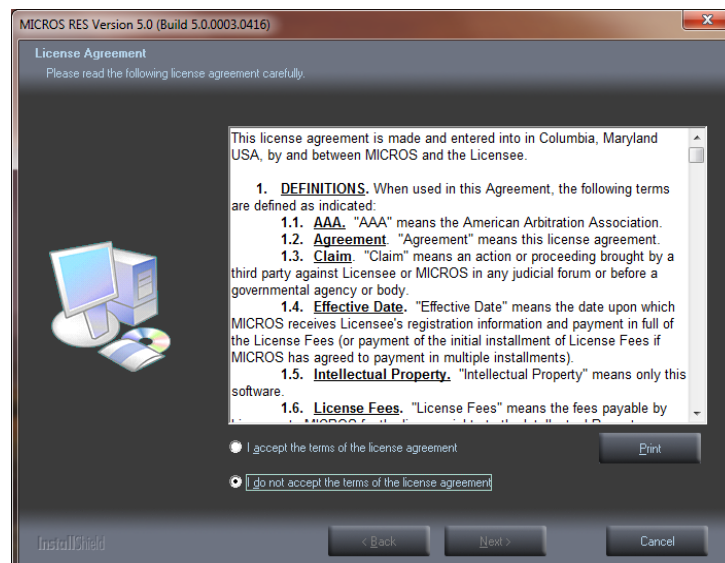 MICROS RES Version 5.0 (Build 5.0.0003.0416)
License Agreement
Please read the following license agreement carefully.
This license agreement is made and entered into in Columbia, Maryland
USA, by and between MICROS and the Licensee.
1. DEFINITIONS. When used in this Agreement, the following terms
are defined as indicated:
1.1. AAA. "AAA" means the American Arbitration Association.
1.2. Agreement. "Agreement" means this license agreement.
1.3. Claim. "Claim" means an action or proceeding brought by a
third party against Licensee or MICROS in any judicial forum or before a
governmental agency or body.
1.4. Effective Date. "Effective Date" means the date upon which
MICROS receives Licensee's registration information and payment in full of
the License Fees (or payment of the initial installment of License Fees if
MICROS has agreed to payment in multiple installments).
1.5. Intellectual Property. "Intellectual Property" means only this
software.
1.6. License Fees. "License Fees" means the fees payable by
I accept the terms of the license agreement
Print
I do not accept the terms of the license agreement
InstallShield
< Back
Next >
Cancel